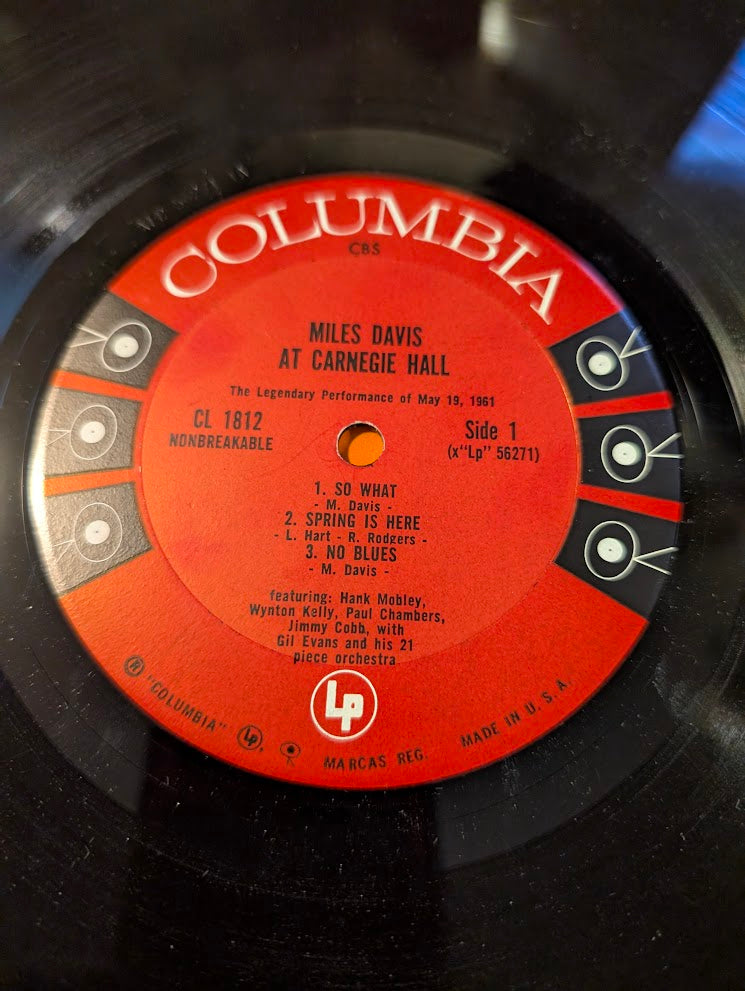 COLUMBIA
CBS
MILES DAVIS
AT CARNEGIE HALL
The Legendary Performance of May 19, 1961
CL 1812
NONBREAKABLE
Side 1
(x"Lp" 56271)
1. SO WHAT
- M. Davis -
2. SPRING IS HERE
- L. Hart - R. Rodgers -
3. NO BLUES
- M. Davis -
featuring: Hank Mobley,
Wynton Kelly, Paul Chambers,
Jimmy Cobb, with
Gil Evans and his 21
piece orchestra
Lp
® "COLUMBIA" Lp, MARCAS REG. MADE IN U. S. A.